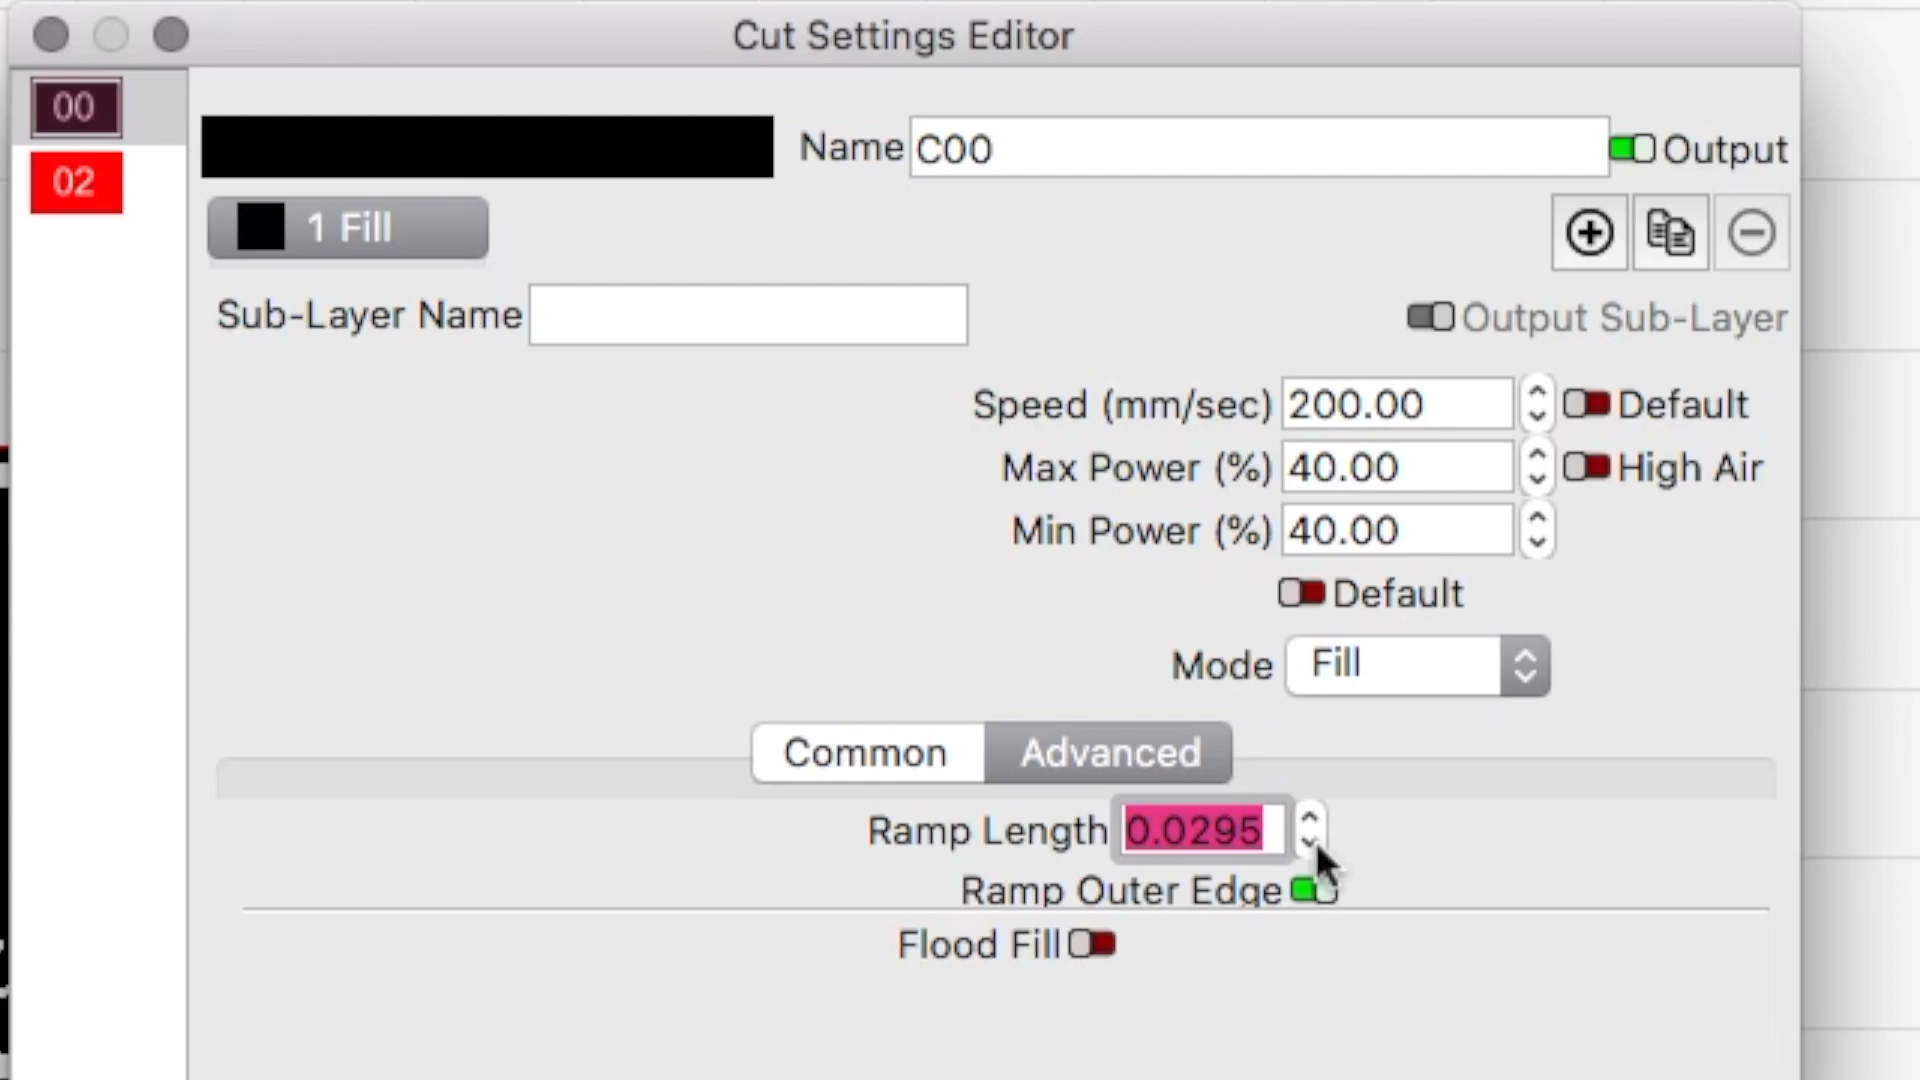 Cut Settings Editor
00
02
Name C00 Output
1 Fill
Sub-Layer Name Output Sub-Layer
Speed (mm/sec) 200.00 Default
Max Power (%) 40.00 High Air
Min Power (%) 40.00
Default
Mode Fill
Common Advanced
Ramp Length 0.0295
Ramp Outer Edge
Flood Fill